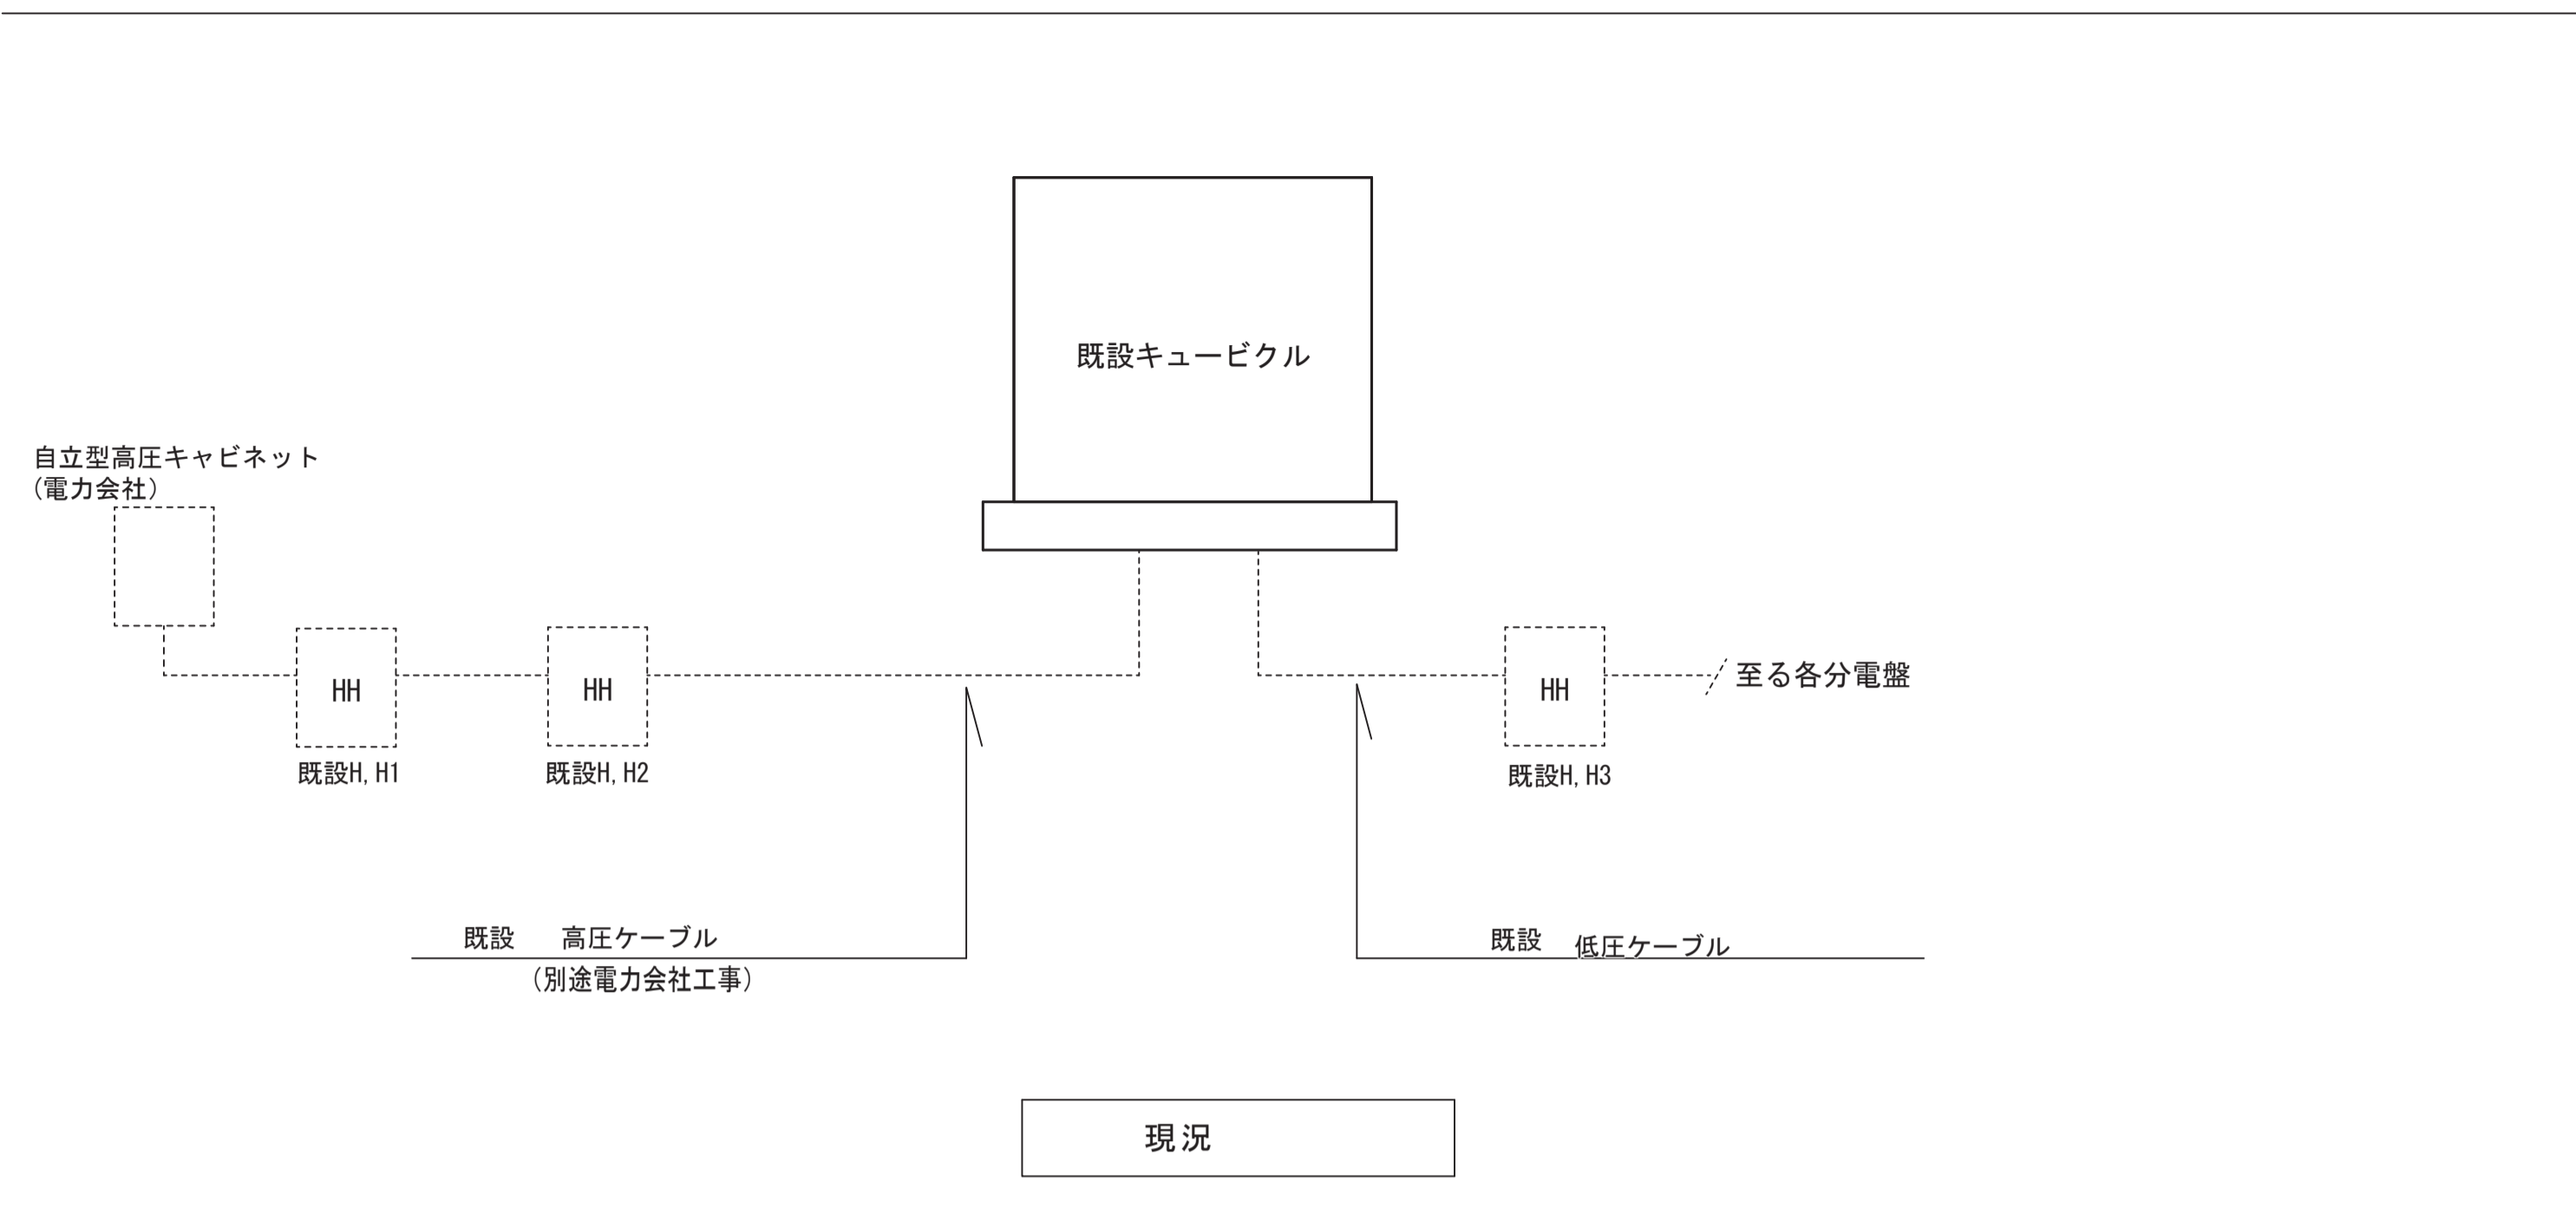 既設キュービクル
自立型高圧キャビネット
(電力会社)
HH
HH
HH
至る各分電盤
既設H, H1
既設H, H2
既設H, H3
既設 高圧ケーブル
(別途電力会社工事)
既設 低圧ケーブル
現況